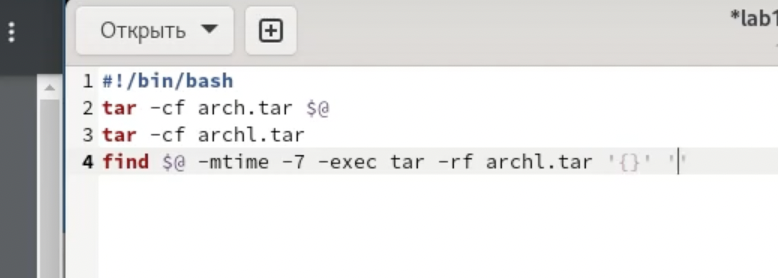 Открыть
*lab1
1 #!/bin/bash
2 tar -cf arch.tar $@
3 tar -cf archl.tar
4 find $@ -mtime -7 -exec tar -rf archl.tar '{}' ''